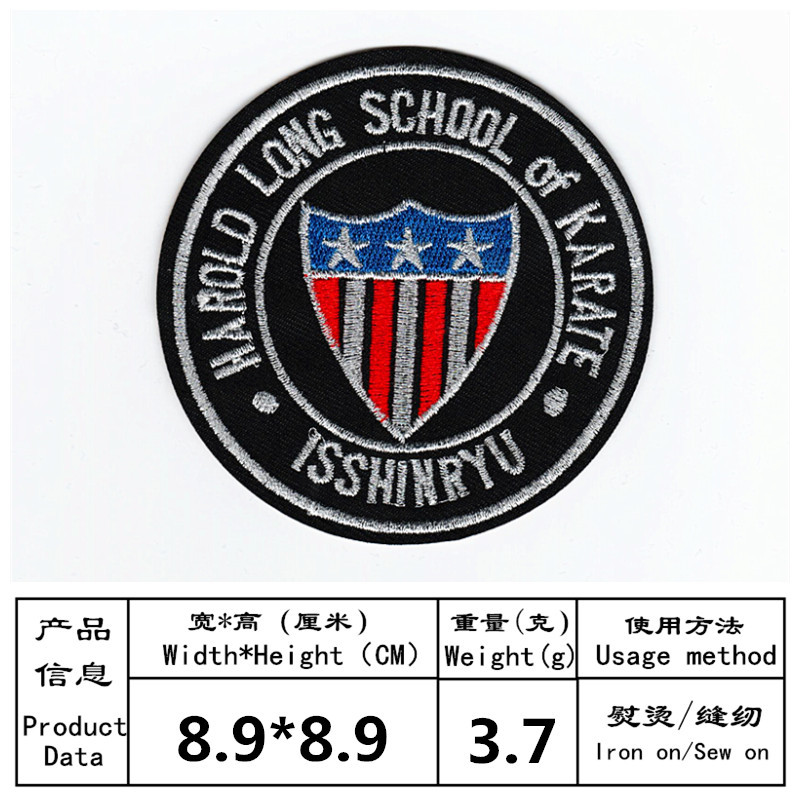 HAROLD LONG SCHOOL of KARATE
ISSHINRYU
产品
信息
Product
Data
宽*高 (厘米)
Width*Height (CM)
8.9*8.9
重量(克)
Weight(g)
3.7
使用方法
Usage method
熨烫/缝纫
Iron on/Sew on